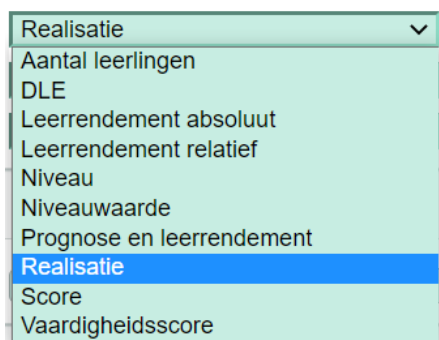 Realisatie
Aantal leerlingen
DLE
Leerrendement absoluut
Leerrendement relatief
Niveau
Niveauwaarde
Prognose en leerrendement
Realisatie
Score
Vaardigheidsscore